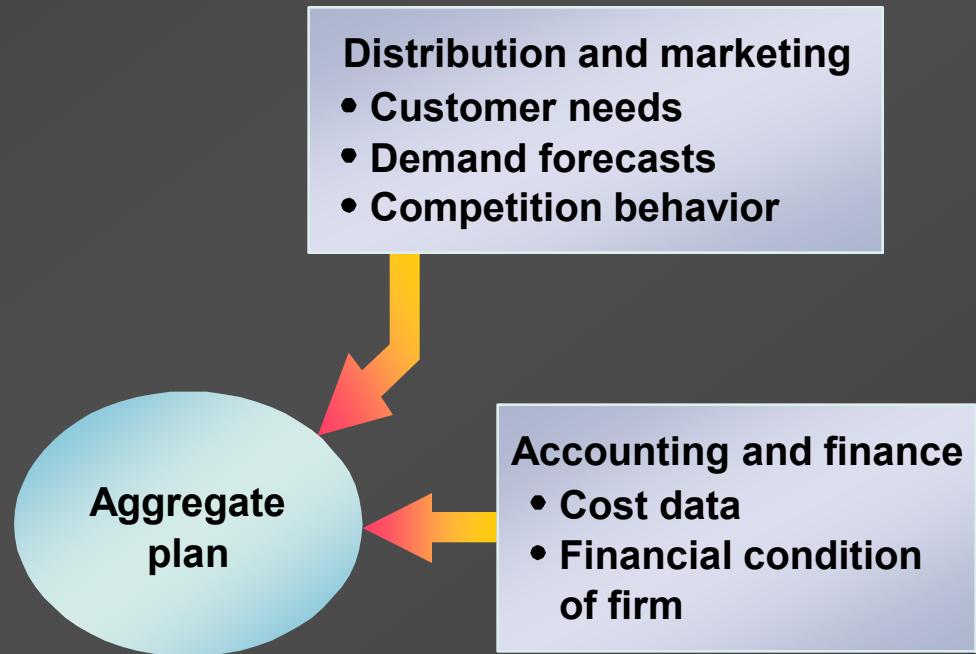 Distribution and marketing
• Customer needs
• Demand forecasts
• Competition behavior
Accounting and finance
• Cost data
• Financial condition
of firm
Aggregate
plan